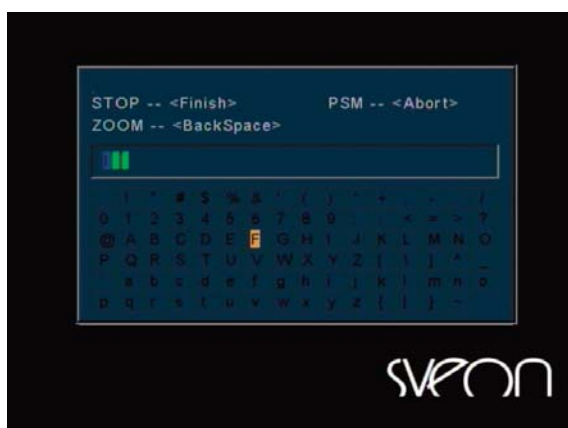 STOP -- <Finish> PSM -- <Abort>
ZOOM -- <BackSpace>
! " # $ % & ' ( ) * + , - . /
0 1 2 3 4 5 6 7 8 9 : ; < = > ?
@ A B C D E F G H I J K L M N O
P Q R S T U V W X Y Z [ \ ] ^ _
a b c d e f g h i j k l m n o
p q r s t u v w x y z { | } ~
sveon